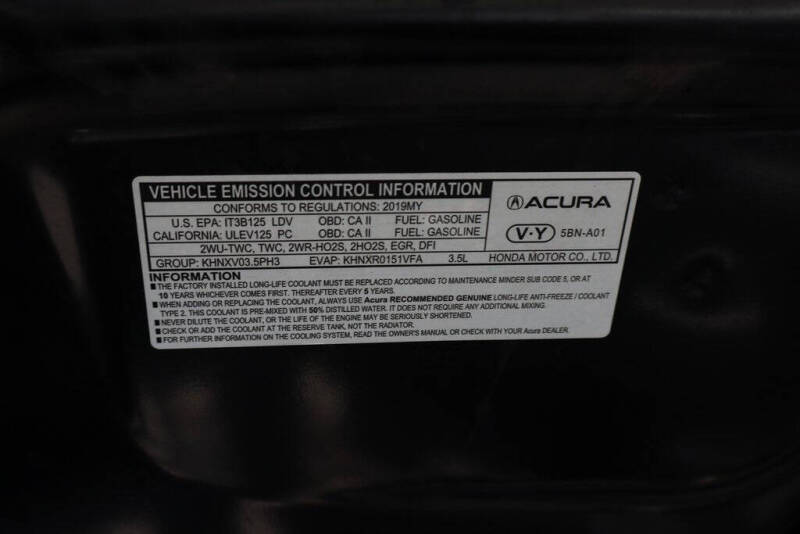 VEHICLE EMISSION CONTROL INFORMATION
CONFORMS TO REGULATIONS: 2019MY
U.S. EPA: IT3B125 LDV OBD: CA II FUEL: GASOLINE
CALIFORNIA: ULEV125 PC OBD: CA II FUEL: GASOLINE
2WU-TWC, TWC, 2WR-HO2S, 2HO2S, EGR, DFI
GROUP: KHNXV03.5PH3 EVAP: KHNXR0151VFA 3.5L
ACURA
V·Y 5BN-A01
HONDA MOTOR CO., LTD.
INFORMATION
■ THE FACTORY INSTALLED LONG-LIFE COOLANT MUST BE REPLACED ACCORDING TO MAINTENANCE MINDER SUB CODE 5, OR AT
10 YEARS WHICHEVER COMES FIRST. THEREAFTER EVERY 5 YEARS.
■ WHEN ADDING OR REPLACING THE COOLANT, ALWAYS USE Acura RECOMMENDED GENUINE LONG-LIFE ANTI-FREEZE / COOLANT
TYPE 2. THIS COOLANT IS PRE-MIXED WITH 50% DISTILLED WATER. IT DOES NOT REQUIRE ANY ADDITIONAL MIXING.
■ NEVER DILUTE THE COOLANT, OR THE LIFE OF THE ENGINE MAY BE SERIOUSLY SHORTENED.
■ CHECK OR ADD THE COOLANT AT THE RESERVE TANK, NOT THE RADIATOR.
■ FOR FURTHER INFORMATION ON THE COOLING SYSTEM, READ THE OWNER'S MANUAL OR CHECK WITH YOUR Acura DEALER.